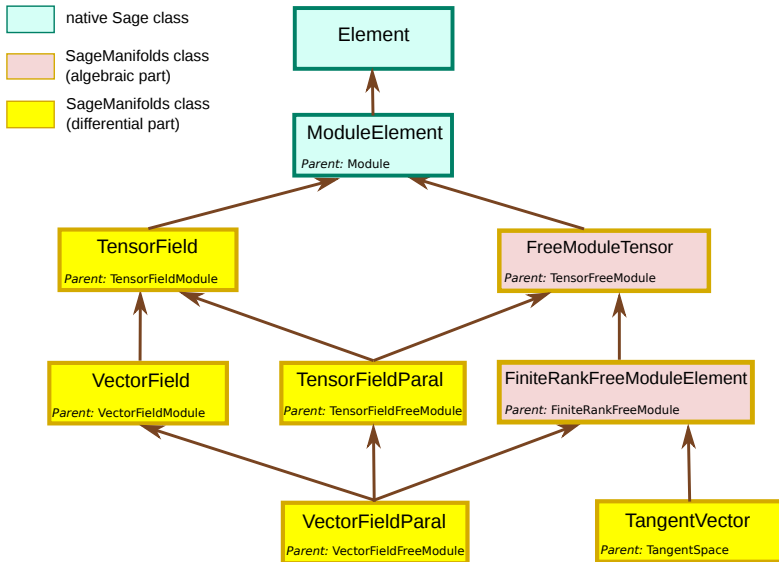 native Sage class
SageManifolds class
(algebraic part)
SageManifolds class
(differential part)
Element
ModuleElement
Parent: Module
TensorField
Parent: TensorFieldModule
FreeModuleTensor
Parent: TensorFreeModule
VectorField
Parent: VectorFieldModule
TensorFieldParal
Parent: TensorFieldFreeModule
FiniteRankFreeModuleElement
Parent: FiniteRankFreeModule
VectorFieldParal
Parent: VectorFieldFreeModule
TangentVector
Parent: TangentSpace